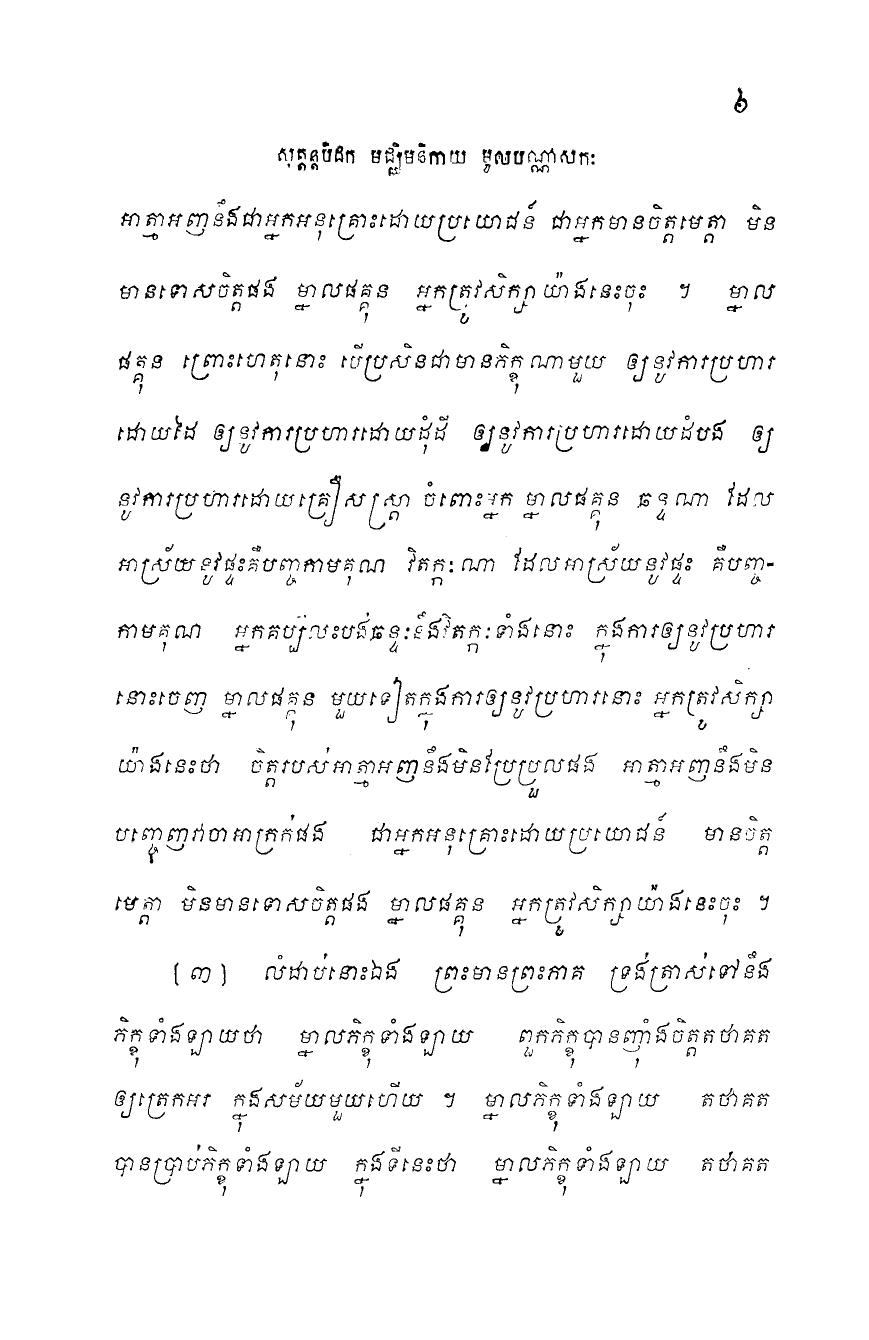 ៦
សុត្តន្តបិដក មជ្ឈិមនិកាយ មូលបណ្ណាសកៈ
អាត្មាអញនឹងជាអ្នកអនុគ្រោះដោយប្រយោជន៍ ជាអ្នកមានចិត្តមេត្តា មិន
មានទោសចិត្តផង ម្នាលផគ្គុន អ្នកត្រូវសិក្សាយ៉ាងនេះចុះ ។ ម្នាល
ផគ្គុន ព្រោះហេតុនោះ បើប្រសិនជាមានភិក្ខុណាមួយ ឲ្យនូវការប្រហារ
ដោយដៃ ឲ្យនូវការប្រហារដោយដុំដី ឲ្យនូវការប្រហារដោយដំបង ឲ្យ
នូវការប្រហារដោយគ្រឿសស្ត្រា ចំពោះអ្នក ម្នាលផគ្គុន ឆន្ទណា ដែល
អាស្រ័យនូវផ្ទះគឺបញ្ចកាមគុណ វិតក្កៈណា ដែលអាស្រ័យនូវផ្ទះ គឺបញ្ច-
កាមគុណ អ្នកគប្បីលះបង់ឆន្ទៈនឹងវិតក្កៈទាំងនោះ ក្នុងការឲ្យនូវប្រហារ
នោះចេញ ម្នាលផគ្គុន មួយទៀតក្នុងការឲ្យនូវប្រហារនោះ អ្នកត្រូវសិក្សា
យ៉ាងនេះថា ចិត្តរបស់អាត្មាអញនឹងមិនប្រែប្រួលផង អាត្មាអញនឹងមិន
បញ្ចេញវាចាអាក្រក់ផង ជាអ្នកអនុគ្រោះដោយប្រយោជន៍ មានចិត្ត
មេត្តា មិនមានទោសចិត្តផង ម្នាលផគ្គុន អ្នកត្រូវសិក្សាយ៉ាងនេះចុះ ។
[៣] លំដាប់នោះឯង ព្រះមានព្រះភាគ ទ្រង់ត្រាស់ទៅនឹង
ភិក្ខុទាំងឡាយថា ម្នាលភិក្ខុទាំងឡាយ ពួកភិក្ខុបានញ៉ាំងចិត្តតថាគត
ឲ្យត្រេកអរ ក្នុងសម័យមួយហើយ ។ ម្នាលភិក្ខុទាំងឡាយ តថាគត
បានប្រាប់ភិក្ខុទាំងឡាយ ក្នុងទីនេះថា ម្នាលភិក្ខុទាំងឡាយ តថាគត